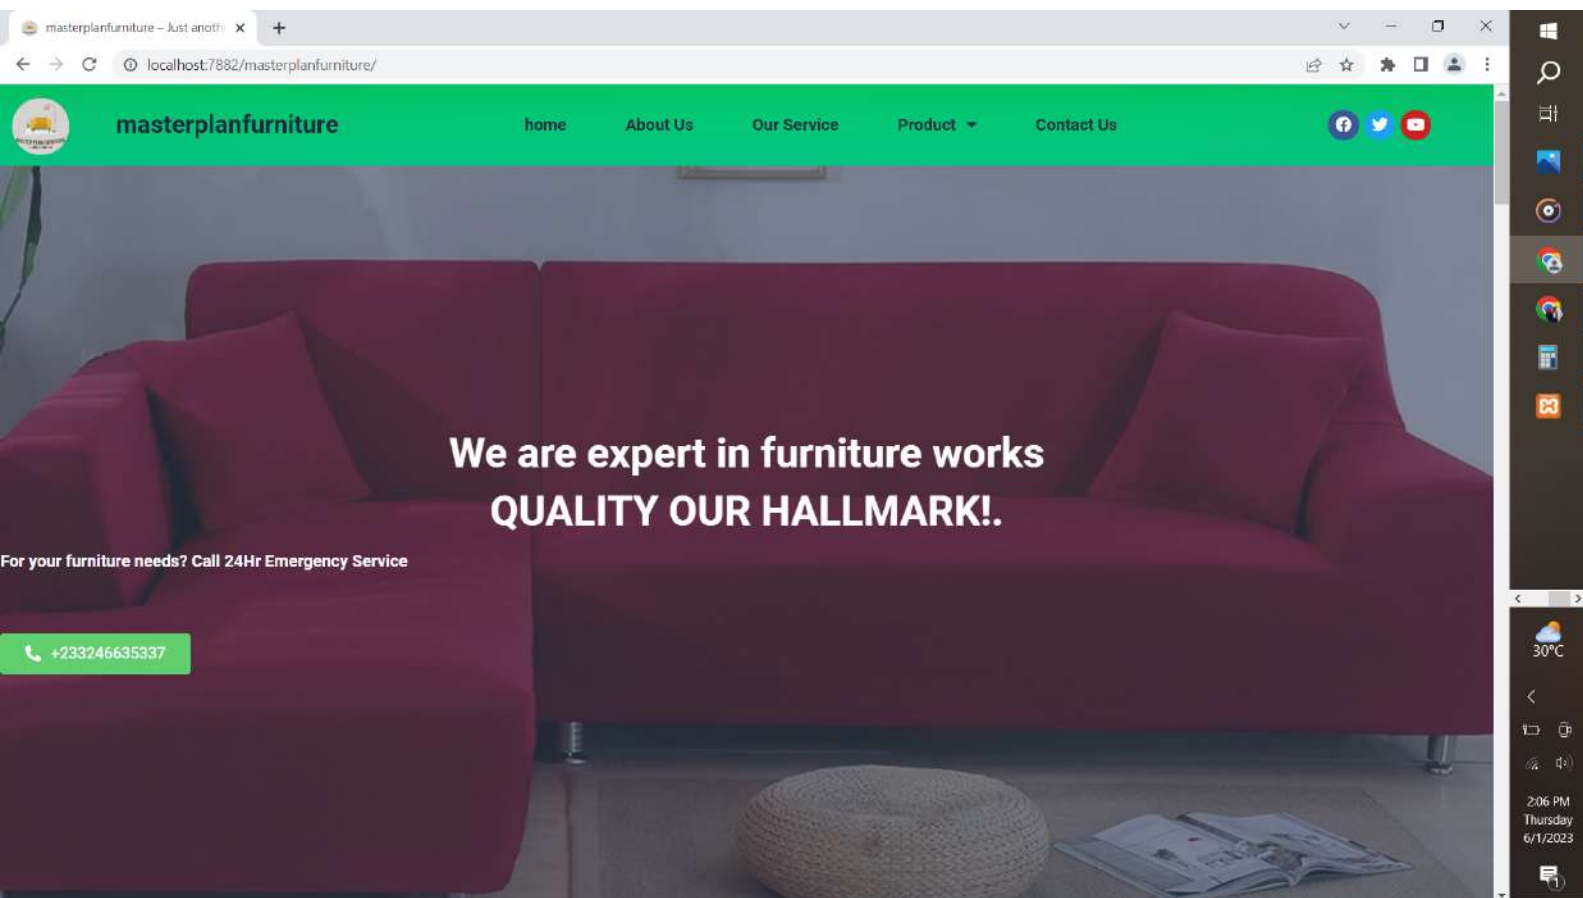 masterplanfurniture – Just anoth
localhost:7882/masterplanfurniture/
masterplanfurniture
home
About Us
Our Service
Product
Contact Us
We are expert in furniture works
QUALITY OUR HALLMARK!.
For your furniture needs? Call 24Hr Emergency Service
+233246635337
30°C
2:06 PM
Thursday
6/1/2023
1